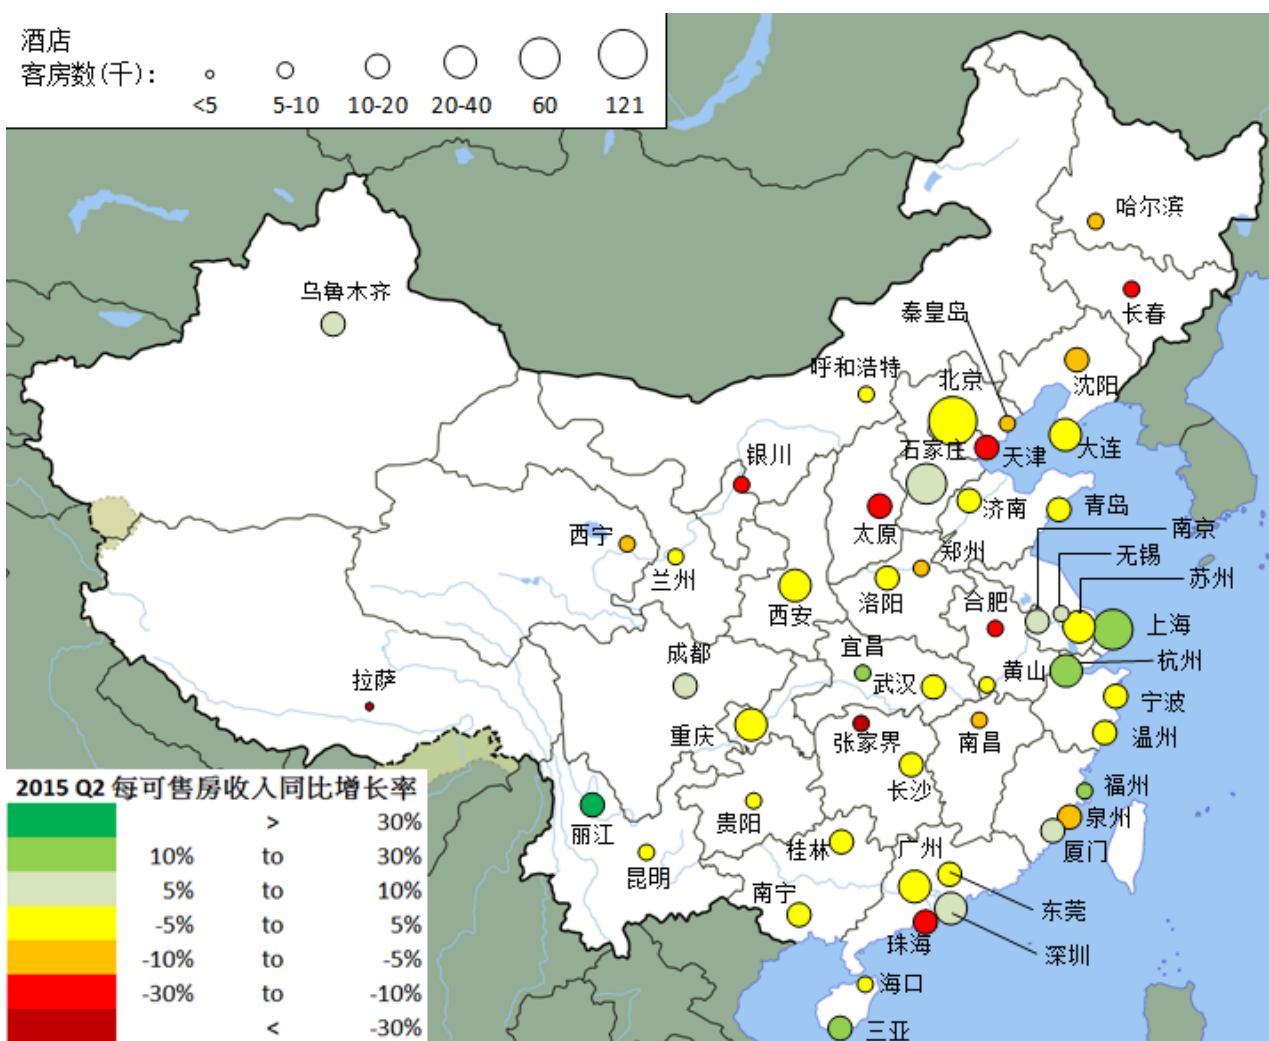 酒店
客房数(千):
<5 5-10 10-20 20-40 60 121
哈尔滨
乌鲁木齐
长春
秦皇岛
呼和浩特
北京
沈阳
石家庄
天津
大连
银川
济南
青岛
太原
南京
西宁
郑州
无锡
兰州
西安
洛阳
合肥
苏州
上海
成都
宜昌
杭州
拉萨
武汉
黄山
宁波
重庆
张家界
南昌
温州
长沙
福州
丽江
贵阳
泉州
桂林
广州
厦门
昆明
南宁
东莞
珠海
深圳
海口
三亚
2015 Q2 每可售房收入同比增长率
> 30%
10% to 30%
5% to 10%
-5% to 5%
-10% to -5%
-30% to -10%
< -30%